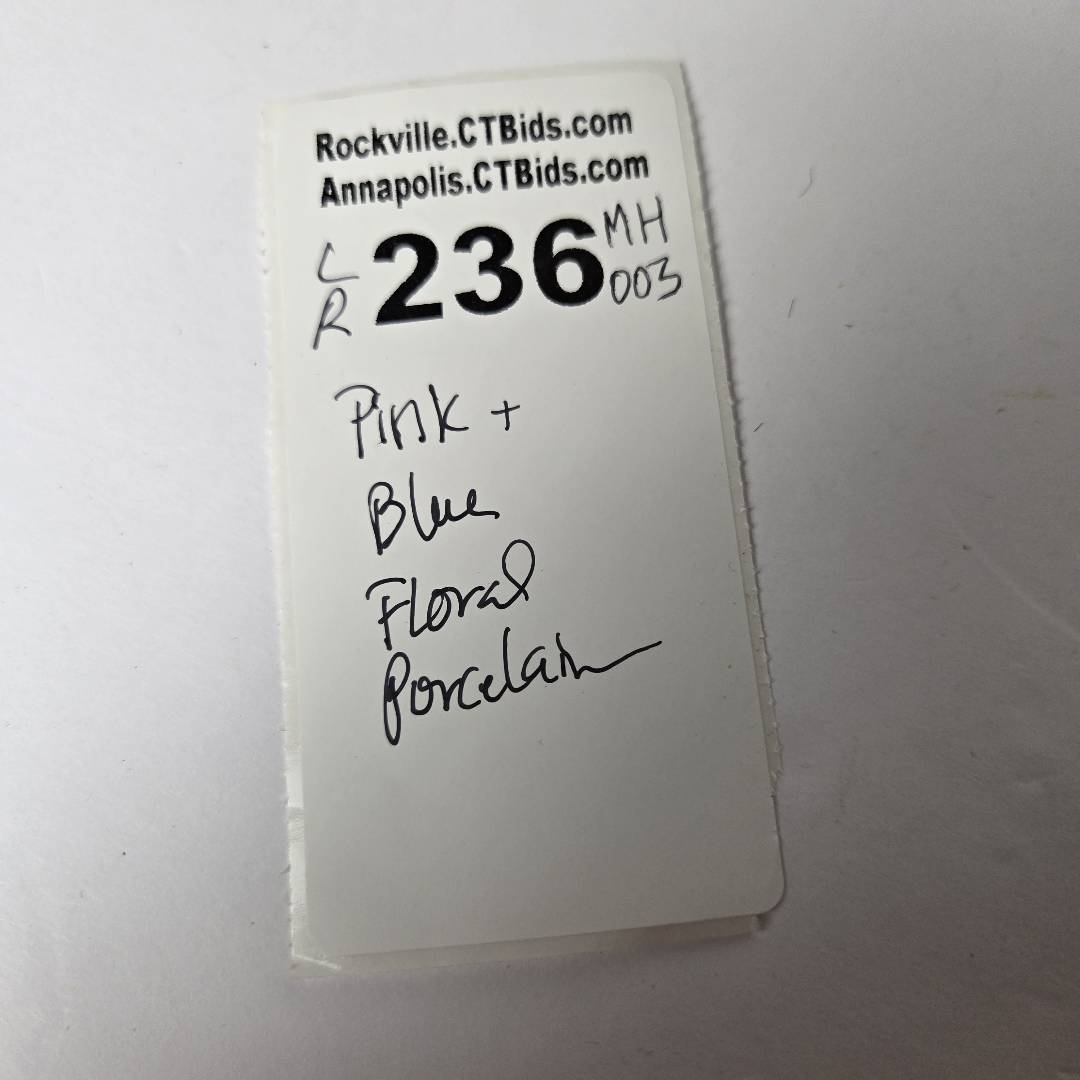 Rockville.CTBids.com
Annapolis.CTBids.com
L R 236 MH 003
Pink +
Blue
Floral
Porcelain